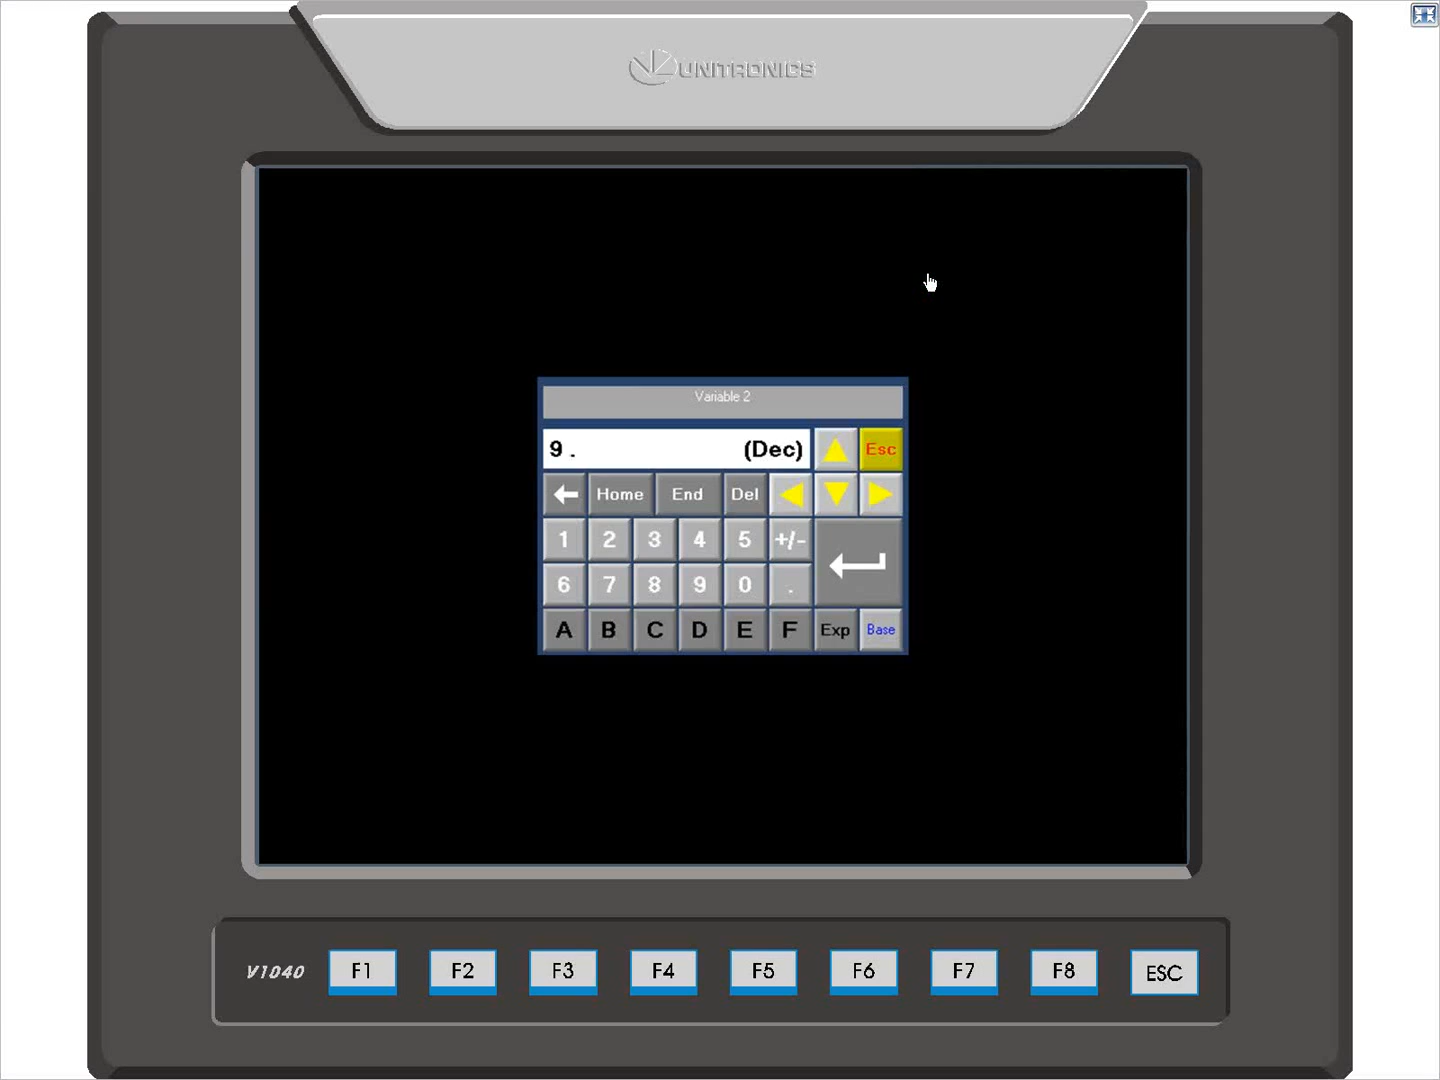 UNITRONICS
Variable 2
9 . (Dec) Esc
Home End Del
1 2 3 4 5 +/-
6 7 8 9 0 .
A B C D E F Exp Base
V1040 F1 F2 F3 F4 F5 F6 F7 F8 ESC